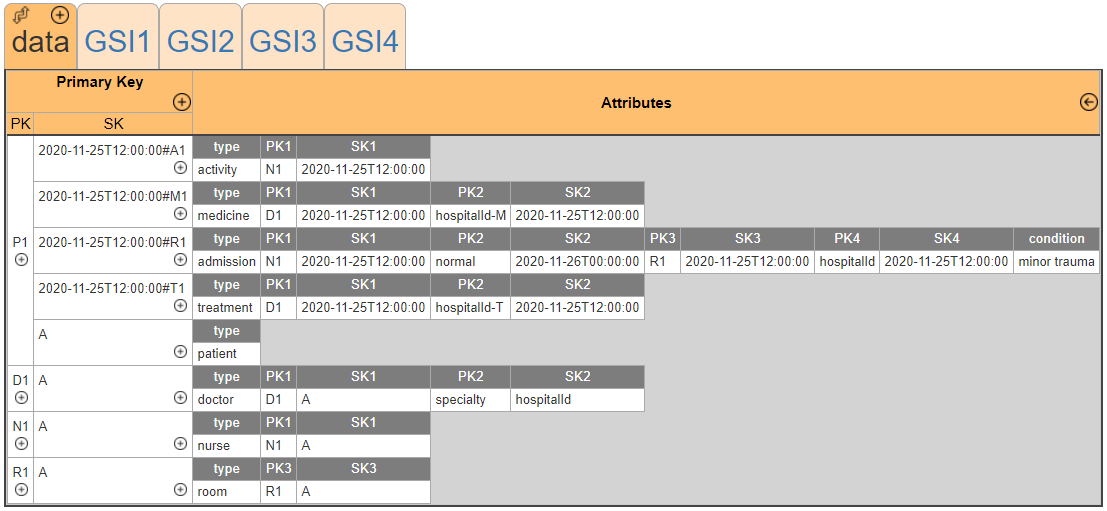 data GSI1 GSI2 GSI3 GSI4
Primary Key
Attributes
PK SK
type PK1 SK1
2020-11-25T12:00:00#A1
activity N1 2020-11-25T12:00:00
type PK1 SK1 PK2 SK2
2020-11-25T12:00:00#M1
medicine D1 2020-11-25T12:00:00 hospitalId-M 2020-11-25T12:00:00
type PK1 SK1 PK2 SK2 PK3 SK3 PK4 SK4 condition
P1 2020-11-25T12:00:00#R1
admission N1 2020-11-25T12:00:00 normal 2020-11-26T00:00:00 R1 2020-11-25T12:00:00 hospitalId 2020-11-25T12:00:00 minor trauma
type PK1 SK1 PK2 SK2
2020-11-25T12:00:00#T1
treatment D1 2020-11-25T12:00:00 hospitalId-T 2020-11-25T12:00:00
type
A
patient
type PK1 SK1 PK2 SK2
D1 A
doctor D1 A specialty hospitalId
type PK1 SK1
N1 A
nurse N1 A
type PK3 SK3
R1 A
room R1 A